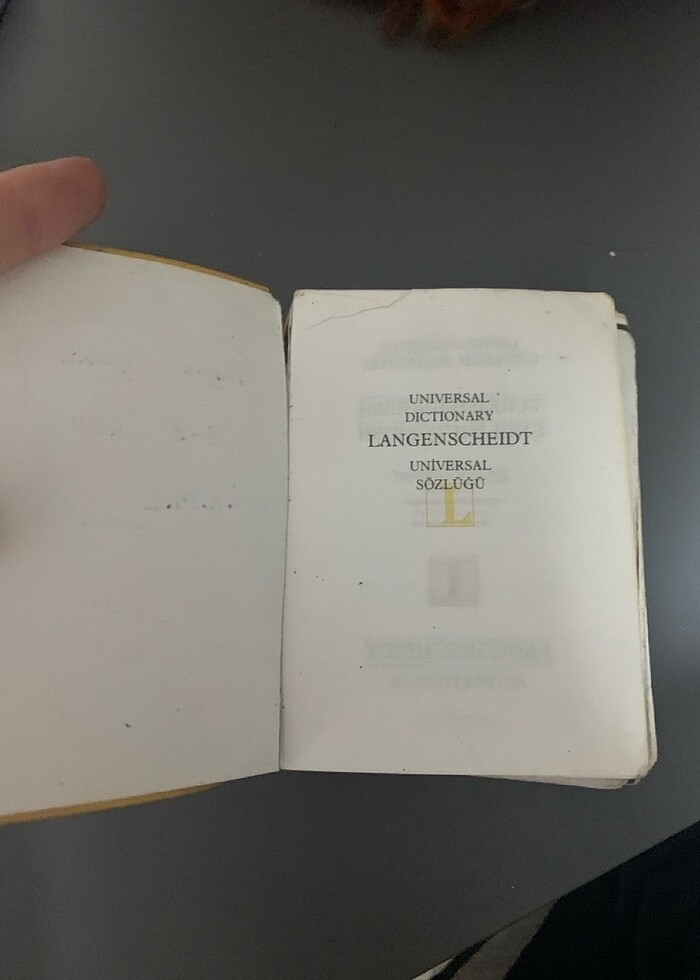 UNIVERSAL
DICTIONARY
LANGENSCHEIDT
UNİVERSAL
SÖZLÜĞÜ
L